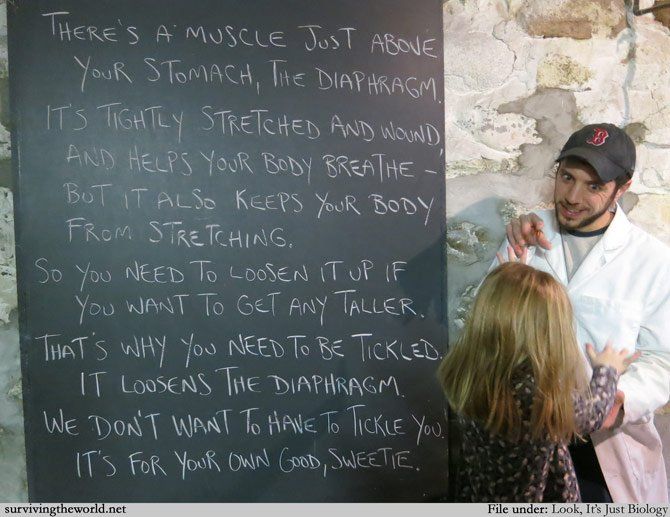 THERE'S A MUSCLE JUST ABOVE
YOUR STOMACH, THE DIAPHRAGM.
IT'S TIGHTLY STRETCHED AND WOUND,
AND HELPS YOUR BODY BREATHE –
BUT IT ALSO KEEPS YOUR BODY
FROM STRETCHING.
SO YOU NEED TO LOOSEN IT UP IF
YOU WANT TO GET ANY TALLER.
THAT'S WHY YOU NEED TO BE TICKLED.
IT LOOSENS THE DIAPHRAGM.
WE DON'T WANT TO HAVE TO TICKLE YOU!
IT'S FOR YOUR OWN GOOD, SWEETIE.
B
survivingtheworld.net
File under: Look, It's Just Biology